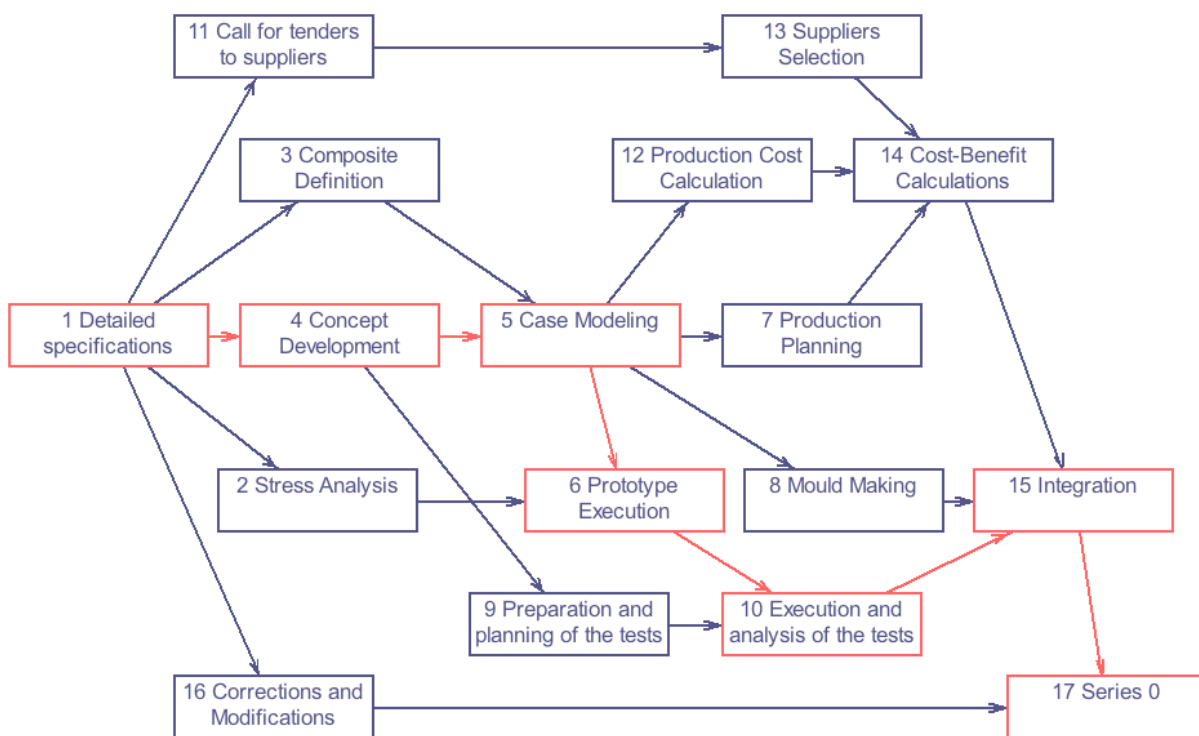 11 Call for tenders
to suppliers
13 Suppliers
Selection
3 Composite
Definition
12 Production Cost
Calculation
14 Cost-Benefit
Calculations
1 Detailed
specifications
4 Concept
Development
5 Case Modeling
7 Production
Planning
2 Stress Analysis
6 Prototype
Execution
8 Mould Making
15 Integration
9 Preparation and
planning of the tests
10 Execution and
analysis of the tests
16 Corrections and
Modifications
17 Series 0